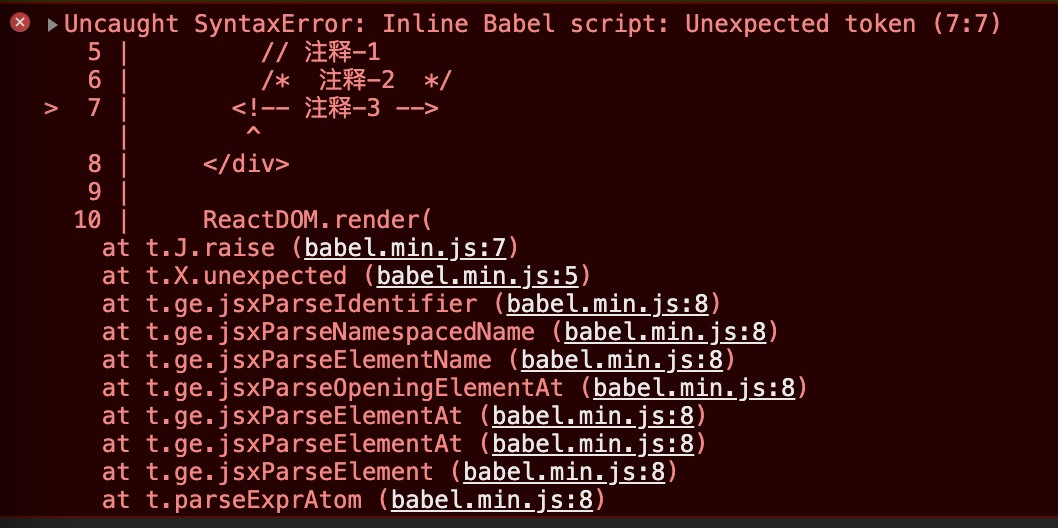 Uncaught SyntaxError: Inline Babel script: Unexpected token (7:7)
5 |         // 注释-1
6 |         /*  注释-2  */
> 7 |       <!-- 注释-3 -->
|        ^
8 |     </div>
9 |
10 |     ReactDOM.render(
at t.J.raise (babel.min.js:7)
at t.X.unexpected (babel.min.js:5)
at t.ge.jsxParseIdentifier (babel.min.js:8)
at t.ge.jsxParseNamespacedName (babel.min.js:8)
at t.ge.jsxParseElementName (babel.min.js:8)
at t.ge.jsxParseOpeningElementAt (babel.min.js:8)
at t.ge.jsxParseElementAt (babel.min.js:8)
at t.ge.jsxParseElementAt (babel.min.js:8)
at t.ge.jsxParseElement (babel.min.js:8)
at t.parseExprAtom (babel.min.js:8)